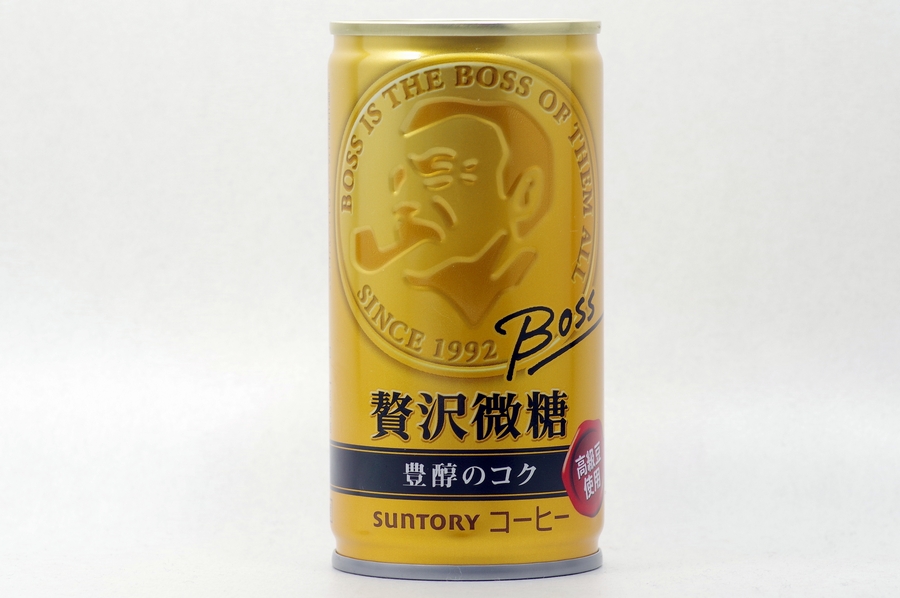 BOSS IS THE BOSS OF THEM ALL
SINCE 1992
Boss
贅沢微糖
豊醇のコク
高級豆
使用
SUNTORY コーヒー